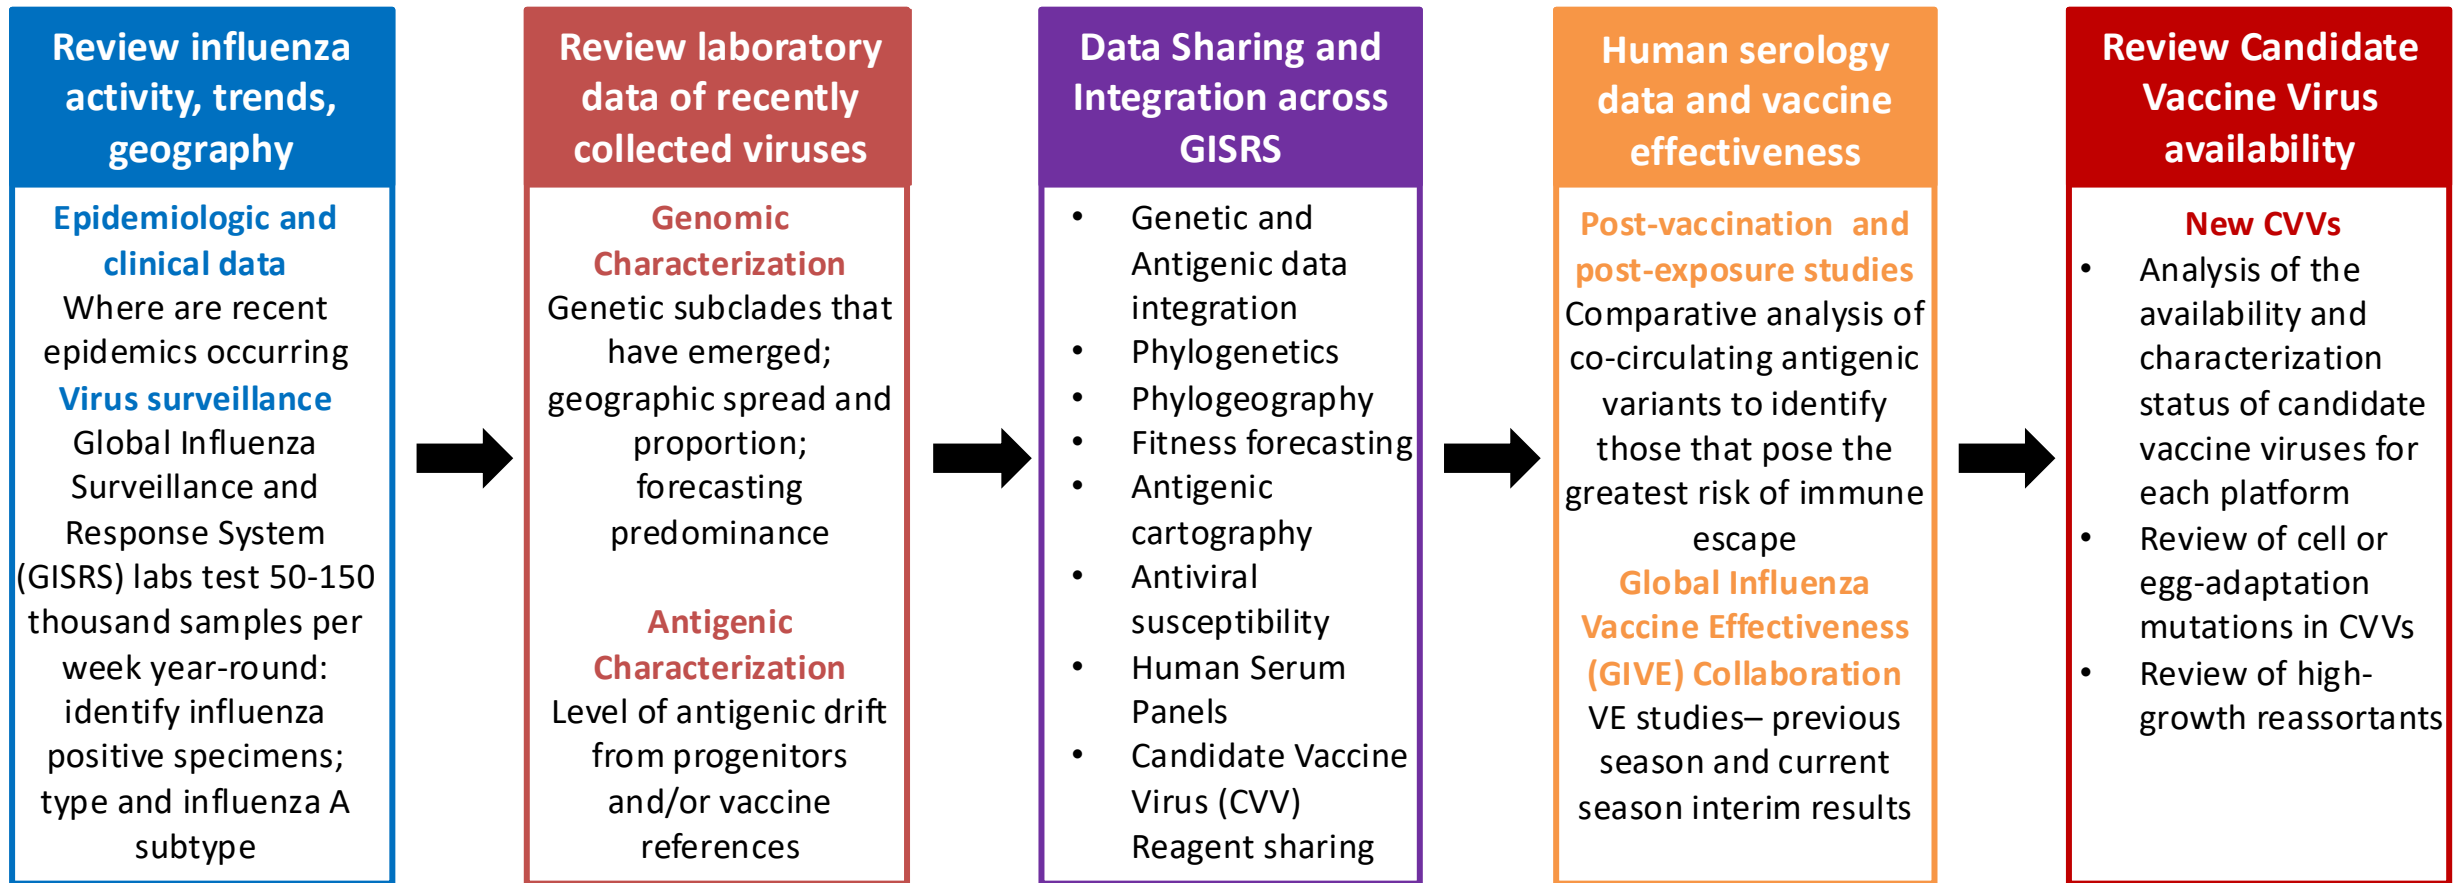 Review influenza
activity, trends,
geography
Epidemiologic and
clinical data
Where are recent
epidemics occurring
Virus surveillance
Global Influenza
Surveillance and
Response System
(GISRS) labs test 50-150
thousand samples per
week year-round:
identify influenza
positive specimens;
type and influenza A
subtype
Review laboratory
data of recently
collected viruses
Genomic
Characterization
Genetic subclades that
have emerged;
geographic spread and
proportion;
forecasting
predominance
Antigenic
Characterization
Level of antigenic drift
from progenitors
and/or vaccine
references
Data Sharing and
Integration across
GISRS
• Genetic and
Antigenic data
integration
• Phylogenetics
• Phylogeography
• Fitness forecasting
• Antigenic
cartography
• Antiviral
susceptibility
• Human Serum
Panels
• Candidate Vaccine
Virus (CVV)
Reagent sharing
Human serology
data and vaccine
effectiveness
Post-vaccination and
post-exposure studies
Comparative analysis of
co-circulating antigenic
variants to identify
those that pose the
greatest risk of immune
escape
Global Influenza
Vaccine Effectiveness
(GIVE) Collaboration
VE studies– previous
season and current
season interim results
Review Candidate
Vaccine Virus
availability
New CVVs
• Analysis of the
availability and
characterization
status of candidate
vaccine viruses for
each platform
• Review of cell or
egg-adaptation
mutations in CVVs
• Review of high-
growth reassortants